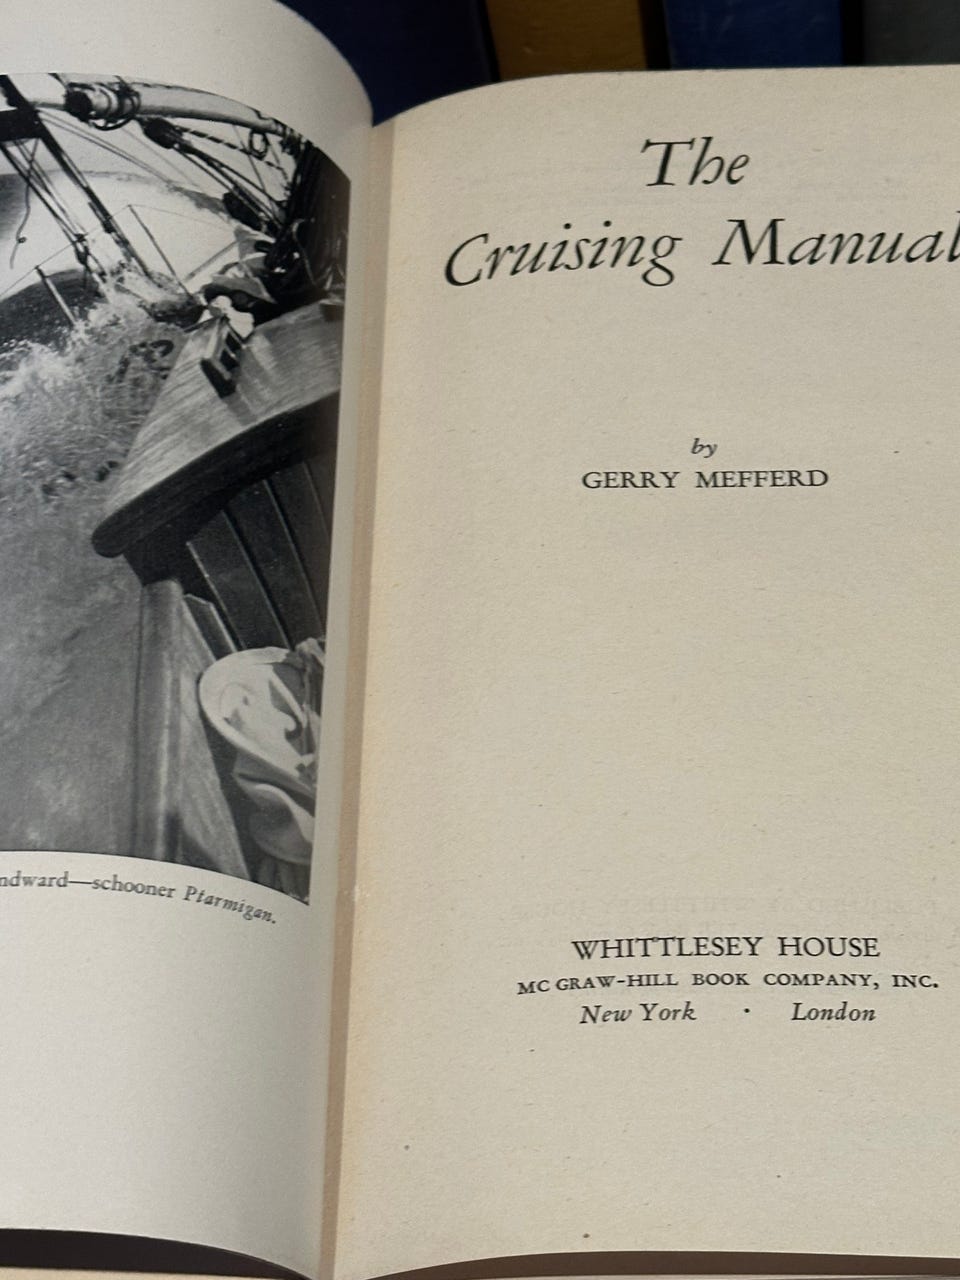 ndward—schooner Ptarmigan.
The
Cruising Manual
by
GERRY MEFFERD
WHITTLESEY HOUSE
MC GRAW-HILL BOOK COMPANY, INC.
New York · London